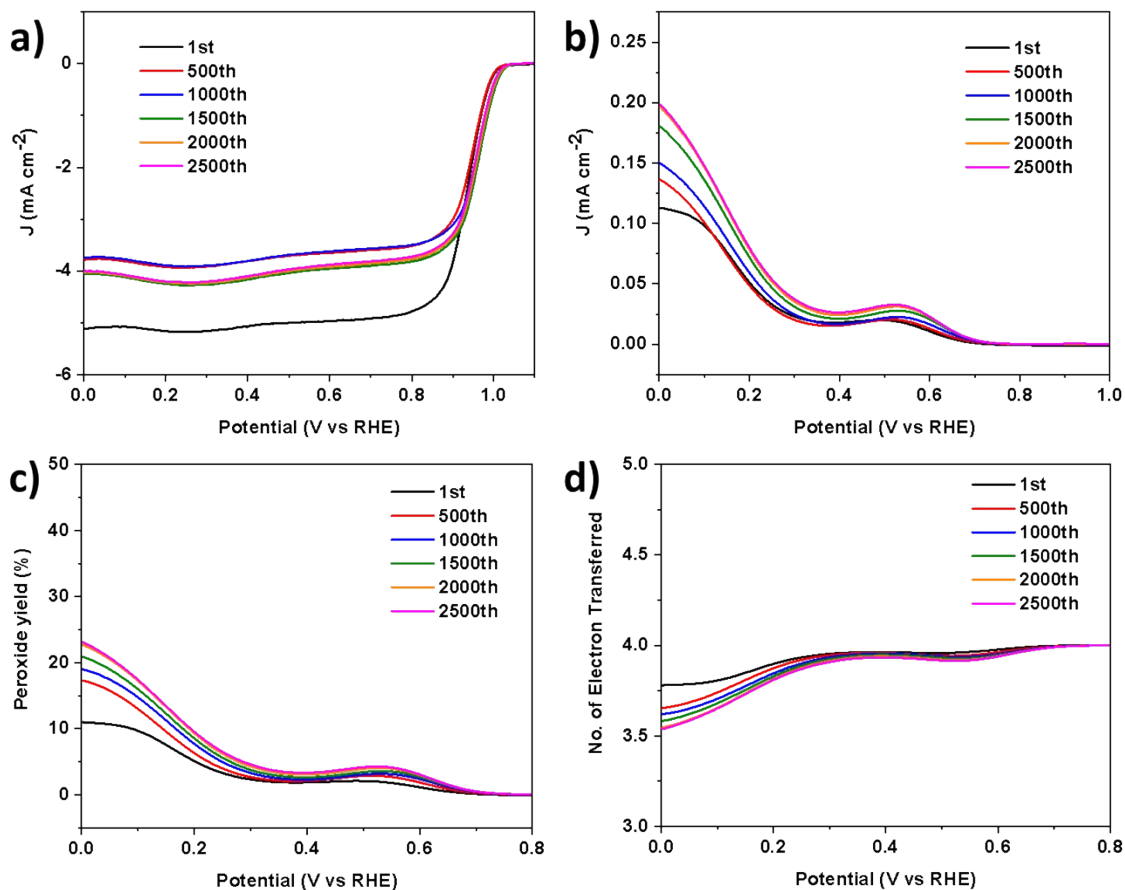 a)
1st
500th
1000th
1500th
2000th
2500th
0
-2
-4
-6
J (mA cm-2)
0.0 0.2 0.4 0.6 0.8 1.0
Potential (V vs RHE)
b)
1st
500th
1000th
1500th
2000th
2500th
0.25
0.20
0.15
0.10
0.05
0.00
J (mA cm-2)
0.0 0.2 0.4 0.6 0.8 1.0
Potential (V vs RHE)
c)
1st
500th
1000th
1500th
2000th
2500th
50
40
30
20
10
0
Peroxide yield (%)
0.0 0.2 0.4 0.6 0.8
Potential (V vs RHE)
d)
1st
500th
1000th
1500th
2000th
2500th
5.0
4.5
4.0
3.5
3.0
No. of Electron Transferred
0.0 0.2 0.4 0.6 0.8
Potential (V vs RHE)